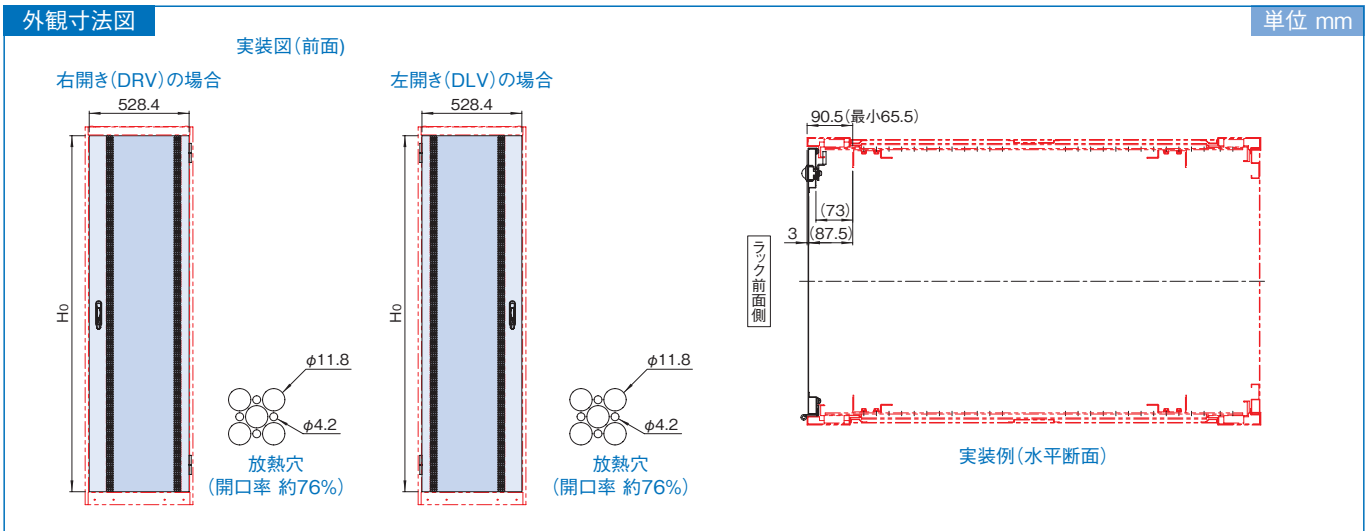 外観寸法図
単位 mm
実装図(前面)
右開き(DRV)の場合
528.4
H0
φ11.8
φ4.2
放熱穴
(開口率 約76%)
左開き(DLV)の場合
528.4
H0
φ11.8
φ4.2
放熱穴
(開口率 約76%)
90.5(最小65.5)
(73)
3
(87.5)
ラック前面側
実装例(水平断面)